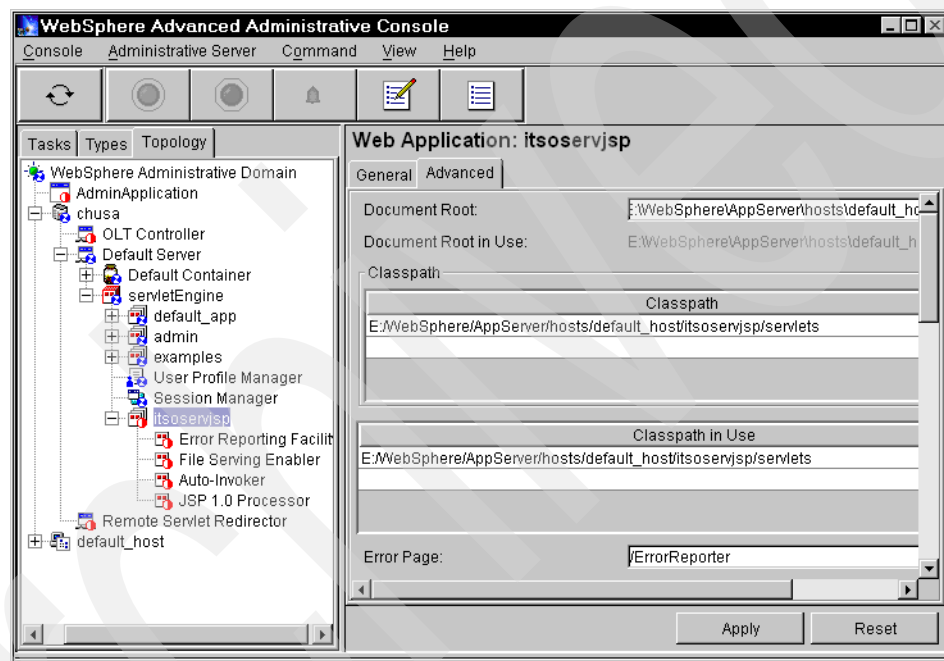 WebSphere Advanced Administrative Console
Console Administrative Server Command View Help
Tasks Types Topology
WebSphere Administrative Domain
AdminApplication
chusa
OLT Controller
Default Server
Default Container
servletEngine
default_app
admin
examples
User Profile Manager
Session Manager
itsoservjsp
Error Reporting Facilit
File Serving Enabler
Auto-Invoker
JSP 1.0 Processor
Remote Servlet Redirector
default_host
Web Application: itsoservjsp
General Advanced
Document Root: E:\WebSphere\AppServer\hosts\default_ho
Document Root in Use: E:\WebSphere\AppServer\hosts\default_h
Classpath
Classpath
E:/WebSphere/AppServer/hosts/default_host/itsoservjsp/servlets
Classpath in Use
E:/WebSphere/AppServer/hosts/default_host/itsoservjsp/servlets
Error Page: /ErrorReporter
Apply Reset